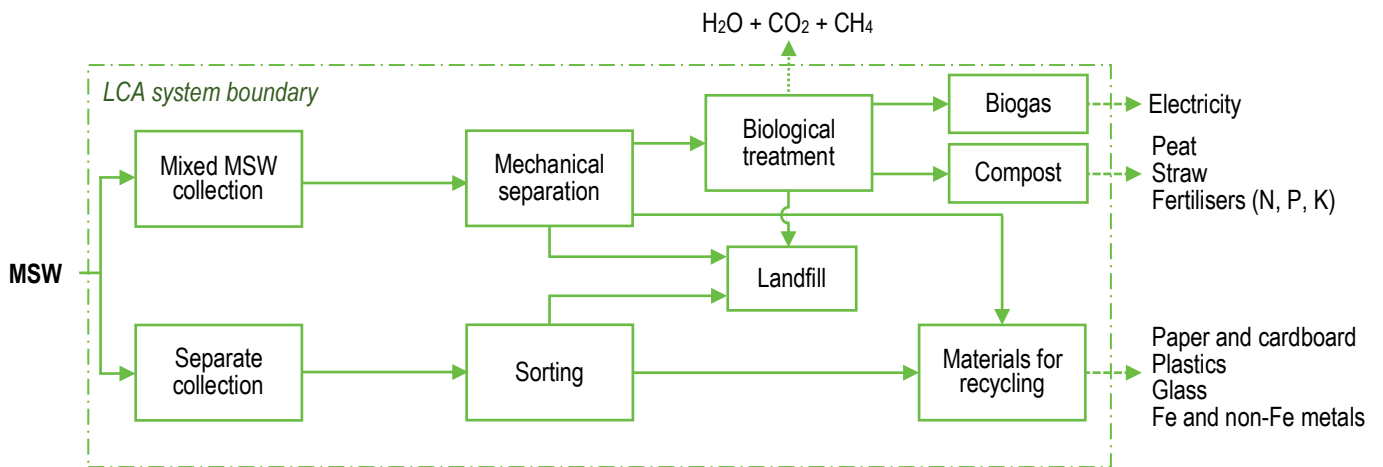 H₂O + CO₂ + CH₄
LCA system boundary
Mixed MSW
collection
Mechanical
separation
Biological
treatment
Biogas
Electricity
Compost
Peat
Straw
Fertilisers (N, P, K)
MSW
Landfill
Separate
collection
Sorting
Materials for
recycling
Paper and cardboard
Plastics
Glass
Fe and non-Fe metals